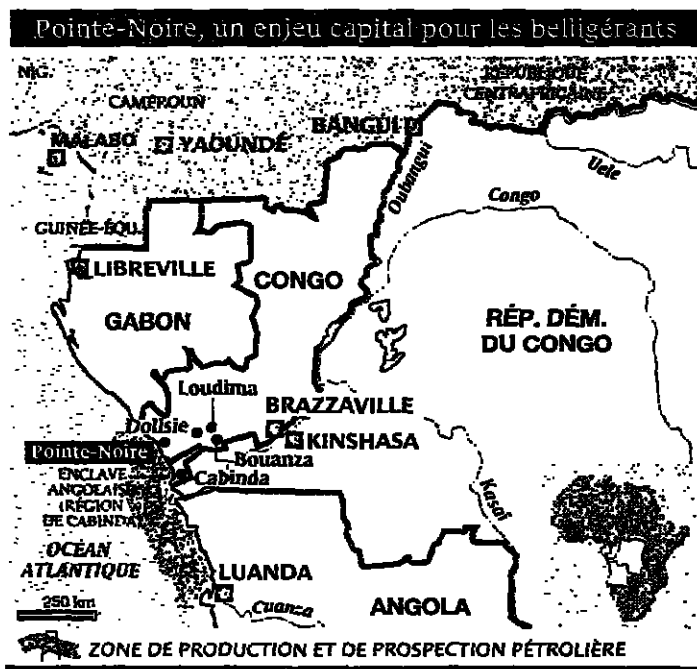 Pointe-Noire, un enjeu capital pour les belligérants
NIG.
CAMEROUN
RÉPUBLIQUE
CENTRAFRICAINE
BANGUI
MALABO
YAOUNDÉ
Oubangui
Uele
Congo
GUINÉE-ÉQU.
LIBREVILLE
CONGO
GABON
RÉP. DÉM.
DU CONGO
Loudima
BRAZZAVILLE
Dolisie
KINSHASA
Pointe-Noire
Bouanza
ENCLAVE
ANGOLAISE
(RÉGION
DE CABINDA)
Cabinda
Kasaï
OCÉAN
ATLANTIQUE
LUANDA
250 km
Cuanza
ANGOLA
ZONE DE PRODUCTION ET DE PROSPECTION PÉTROLIÈRE